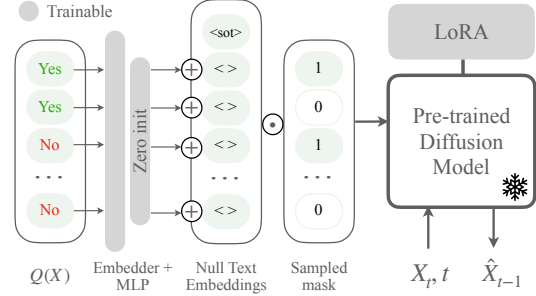 Trainable
<sot>
LoRA
Yes
< >
1
Yes
< >
0
Pre-trained
Diffusion
Model
No
< >
1
Zero init
...
...
...
No
< >
0
Q(X)
Embedder +
MLP
Null Text
Embeddings
Sampled
mask
X_t, t
X̂_{t−1}